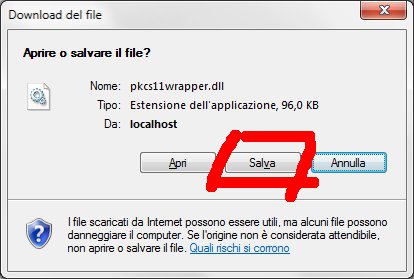 Download del file
Aprire o salvare il file?
Nome: pkcs11wrapper.dll
Tipo: Estensione dell'applicazione, 96,0 KB
Da: localhost
Apri Salva Annulla
I file scaricati da Internet possono essere utili, ma alcuni file possono
danneggiare il computer. Se l'origine non è considerata attendibile,
non aprire o salvare il file. Quali rischi si corrono